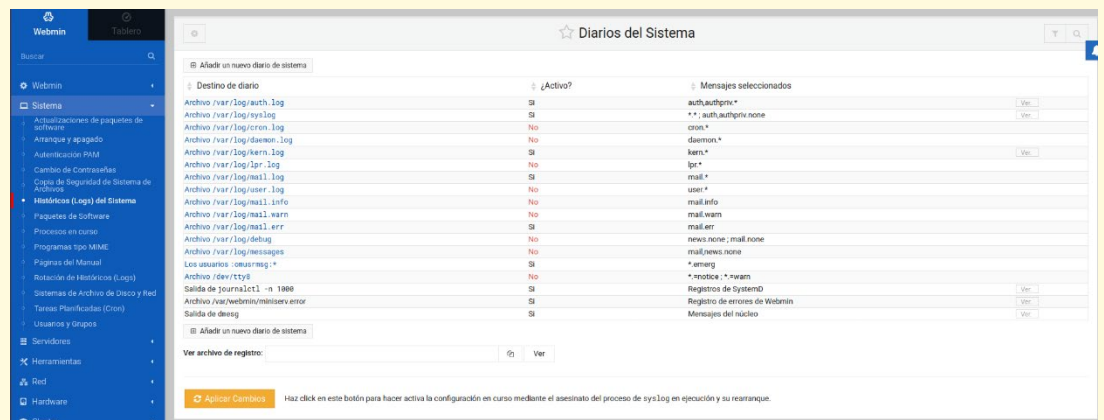 Webmin
Tablero
Buscar
Webmin
Sistema
Actualizaciones de paquetes de
software
Arranque y apagado
Autenticación PAM
Cambio de Contraseñas
Copia de Seguridad de Sistema de
Archivos
Históricos (Logs) del Sistema
Paquetes de Software
Procesos en curso
Programas tipo MIME
Páginas del Manual
Rotación de Históricos (Logs)
Sistemas de Archivo de Disco y Red
Tareas Planificadas (Cron)
Usuarios y Grupos
Servidores
Herramientas
Red
Hardware
Diarios del Sistema
Añadir un nuevo diario de sistema
Destino de diario ¿Activo? Mensajes seleccionados
Archivo /var/log/auth.log Si auth,authpriv.* Ver..
Archivo /var/log/syslog Si *.* ; auth,authpriv.none Ver..
Archivo /var/log/cron.log No cron.*
Archivo /var/log/daemon.log No daemon.*
Archivo /var/log/kern.log Si kern.* Ver..
Archivo /var/log/lpr.log No lpr.*
Archivo /var/log/mail.log Si mail.*
Archivo /var/log/user.log No user.*
Archivo /var/log/mail.info No mail.info
Archivo /var/log/mail.warn No mail.warn
Archivo /var/log/mail.err Si mail.err
Archivo /var/log/debug No news.none ; mail.none
Archivo /var/log/messages No mail,news.none
Los usuarios :omusrmsg:* Si *.emerg
Archivo /dev/tty8 No *.=notice ; *.=warn
Salida de journalctl -n 1000 Si Registros de SystemD Ver..
Archivo /var/webmin/miniserv.error Si Registro de errores de Webmin Ver..
Salida de dmesg Si Mensajes del núcleo Ver..
Añadir un nuevo diario de sistema
Ver archivo de registro: Ver
Aplicar Cambios Haz click en este botón para hacer activa la configuración en curso mediante el asesinato del proceso de syslog en ejecución y su rearranque.